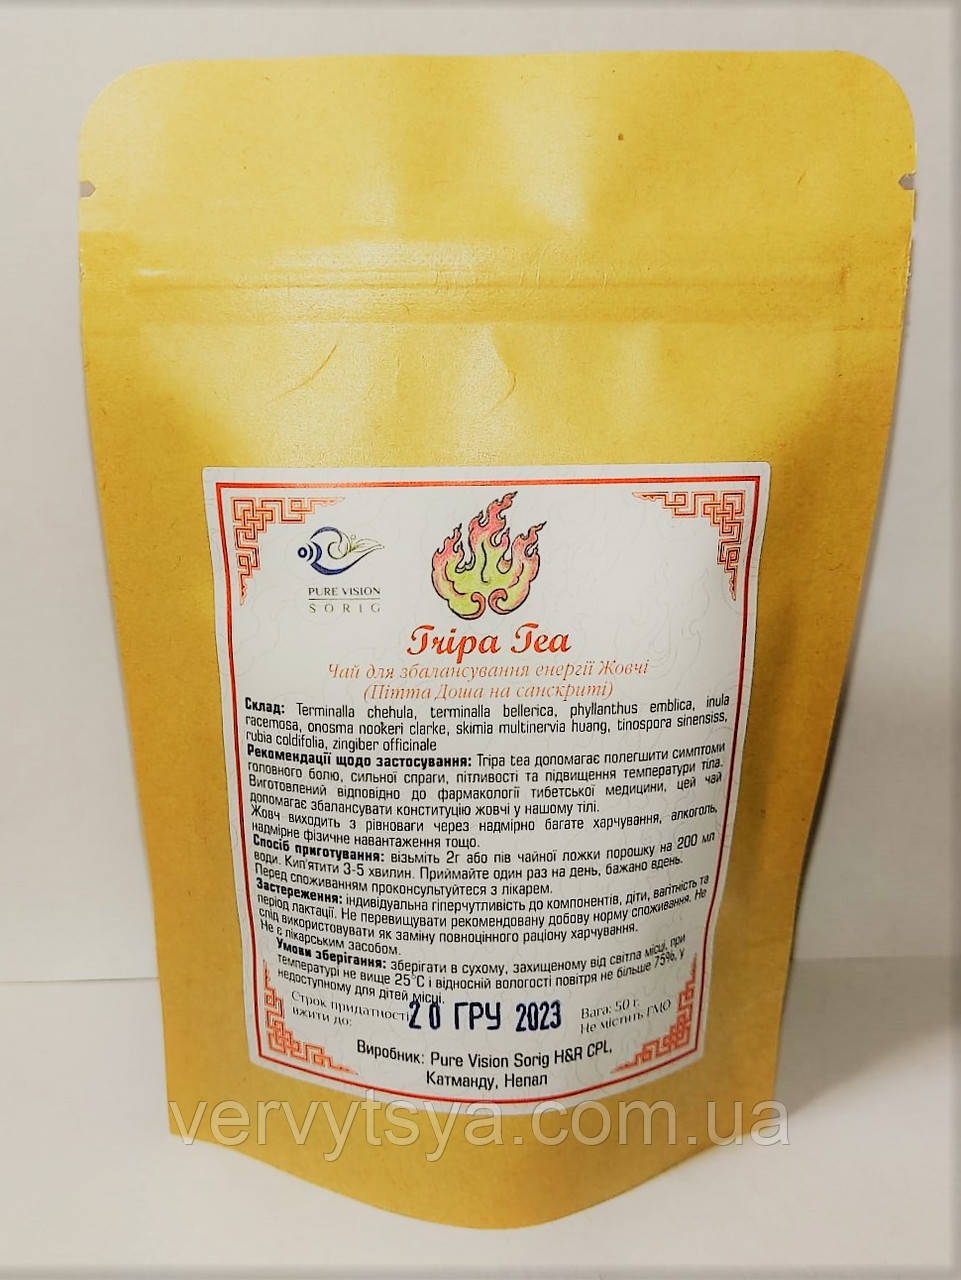 PURE VISION
SORIG
Tripa Tea
Чай для збалансування енергії Жовчі
(Пітта Доша на санскриті)
Склад: Terminalla chehula, terminalla bellerica, phyllanthus emblica, inula
racemosa, onosma nookeri clarke, skimia multinervia huang, tinospora sinensiss,
rubia coldifolia, zingiber officinale
Рекомендації щодо застосування: Tripa tea допомагає полегшити симптоми
головного болю, сильної спраги, пітливості та підвищення температури тіла.
Виготовлений відповідно до фармакології тибетської медицини, цей чай
допомагає збалансувати конституцію жовчі у нашому тілі.
Жовч виходить з рівноваги через надмірно багате харчування, алкоголь,
надмірне фізичне навантаження тощо.
Спосіб приготування: візьміть 2г або пів чайної ложки порошку на 200 мл
води. Кип'ятити 3-5 хвилин. Приймайте один раз на день, бажано вдень.
Перед споживанням проконсультуйтеся з лікарем.
Застереження: індивідуальна гіперчутливість до компонентів, діти, вагітність та
період лактації. Не перевищувати рекомендовану добову норму споживання. Не
слід використовувати як заміну повноцінного раціону харчування.
Не є лікарським засобом.
Умови зберігання: зберігати в сухому, захищеному від світла місці, при
температурі не вище 25°С і відносній вологості повітря не більше 75%, у
недоступному для дітей місці.
Строк придатності
вжити до:
20 ГРУ 2023
Вага: 50 г.
Не містить ГМО
Виробник: Pure Vision Sorig H&R CPL,
Катманду, Непал
vervytsya.com.ua